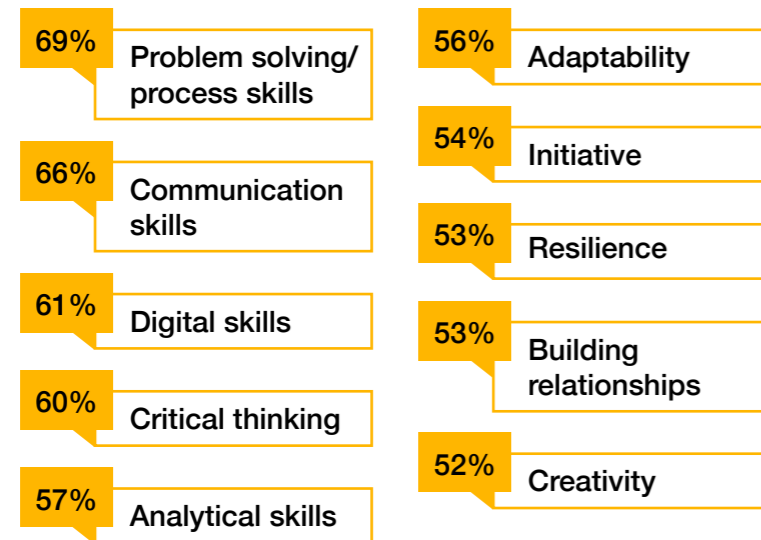 69%
Problem solving/
process skills
66%
Communication
skills
61%
Digital skills
60%
Critical thinking
57%
Analytical skills
56%
Adaptability
54%
Initiative
53%
Resilience
53%
Building
relationships
52%
Creativity